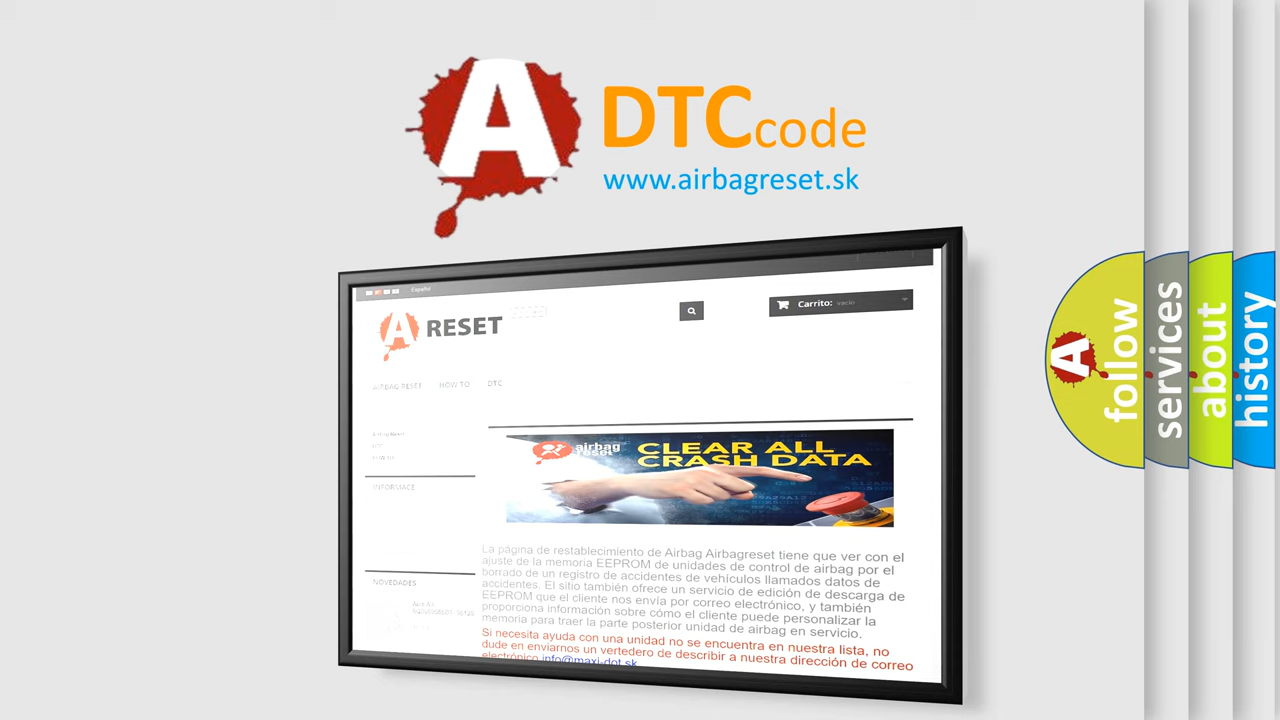 A
DTCcode
www.airbagreset.sk
Español
A RESET
Carrito: vacío
AIRBAG RESET HOW TO DTC
INFORMACE
NOVEDADES
airbag
reset
CLEAR ALL
CRASH DATA
La página de restablecimiento de Airbag Airbagreset tiene que ver con el
ajuste de la memoria EEPROM de unidades de control de airbag por el
borrado de un registro de accidentes de vehículos llamados datos de
accidentes. El sitio también ofrece un servicio de edición de descarga de
EEPROM que el cliente nos envía por correo electrónico, y también
proporciona información sobre cómo el cliente puede personalizar la
memoria para traer la parte posterior unidad de airbag en servicio.
Si necesita ayuda con una unidad no se encuentra en nuestra lista, no
dude en enviarnos un vertedero de describir a nuestra dirección de correo
electrónico info@maxi-dot.sk
A
follow
services
about
history